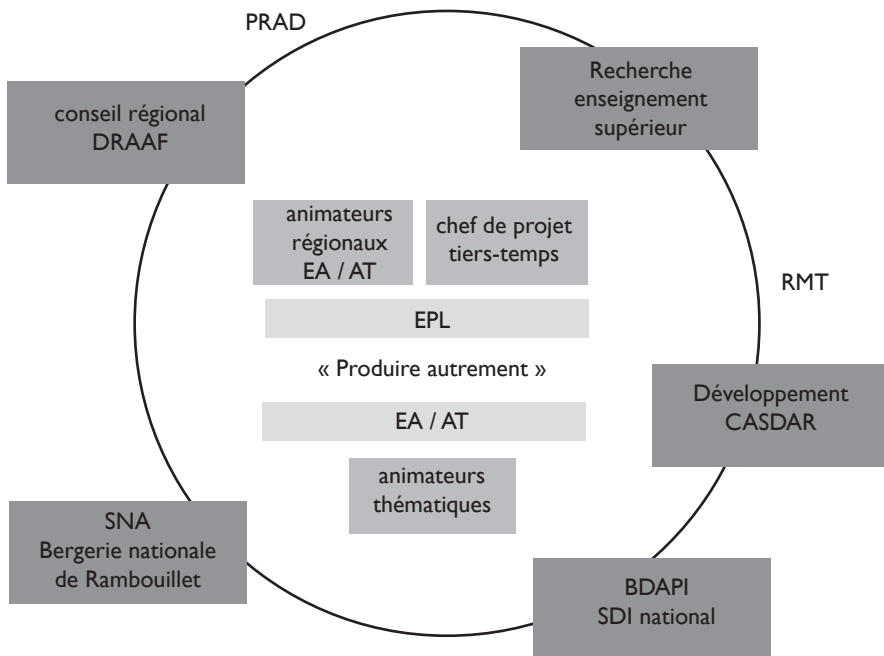 PRAD
conseil régional
DRAAF
Recherche
enseignement
supérieur
animateurs
régionaux
EA / AT
chef de projet
tiers-temps
RMT
EPL
« Produire autrement »
EA / AT
Développement
CASDAR
animateurs
thématiques
SNA
Bergerie nationale
de Rambouillet
BDAPI
SDI national